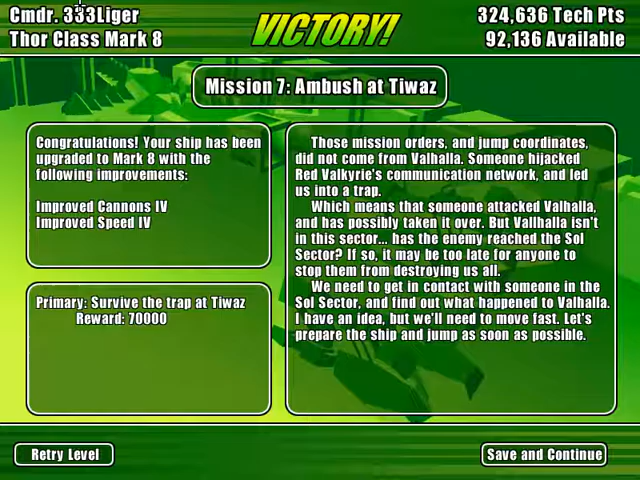 Cmdr. 333Liger
Thor Class Mark 8
VICTORY!
324,636 Tech Pts
92,136 Available
Mission 7: Ambush at Tiwaz
Congratulations! Your ship has been
upgraded to Mark 8 with the
following improvements:
Improved Cannons IV
Improved Speed IV
Primary: Survive the trap at Tiwaz
Reward: 70000
Those mission orders, and jump coordinates,
did not come from Valhalla. Someone hijacked
Red Valkyrie's communication network, and led
us into a trap.
Which means that someone attacked Valhalla,
and has possibly taken it over. But Vallhalla isn't
in this sector... has the enemy reached the Sol
Sector? If so, it may be too late for anyone to
stop them from destroying us all.
We need to get in contact with someone in the
Sol Sector, and find out what happened to Valhalla.
I have an idea, but we'll need to move fast. Let's
prepare the ship and jump as soon as possible.
Retry Level
Save and Continue